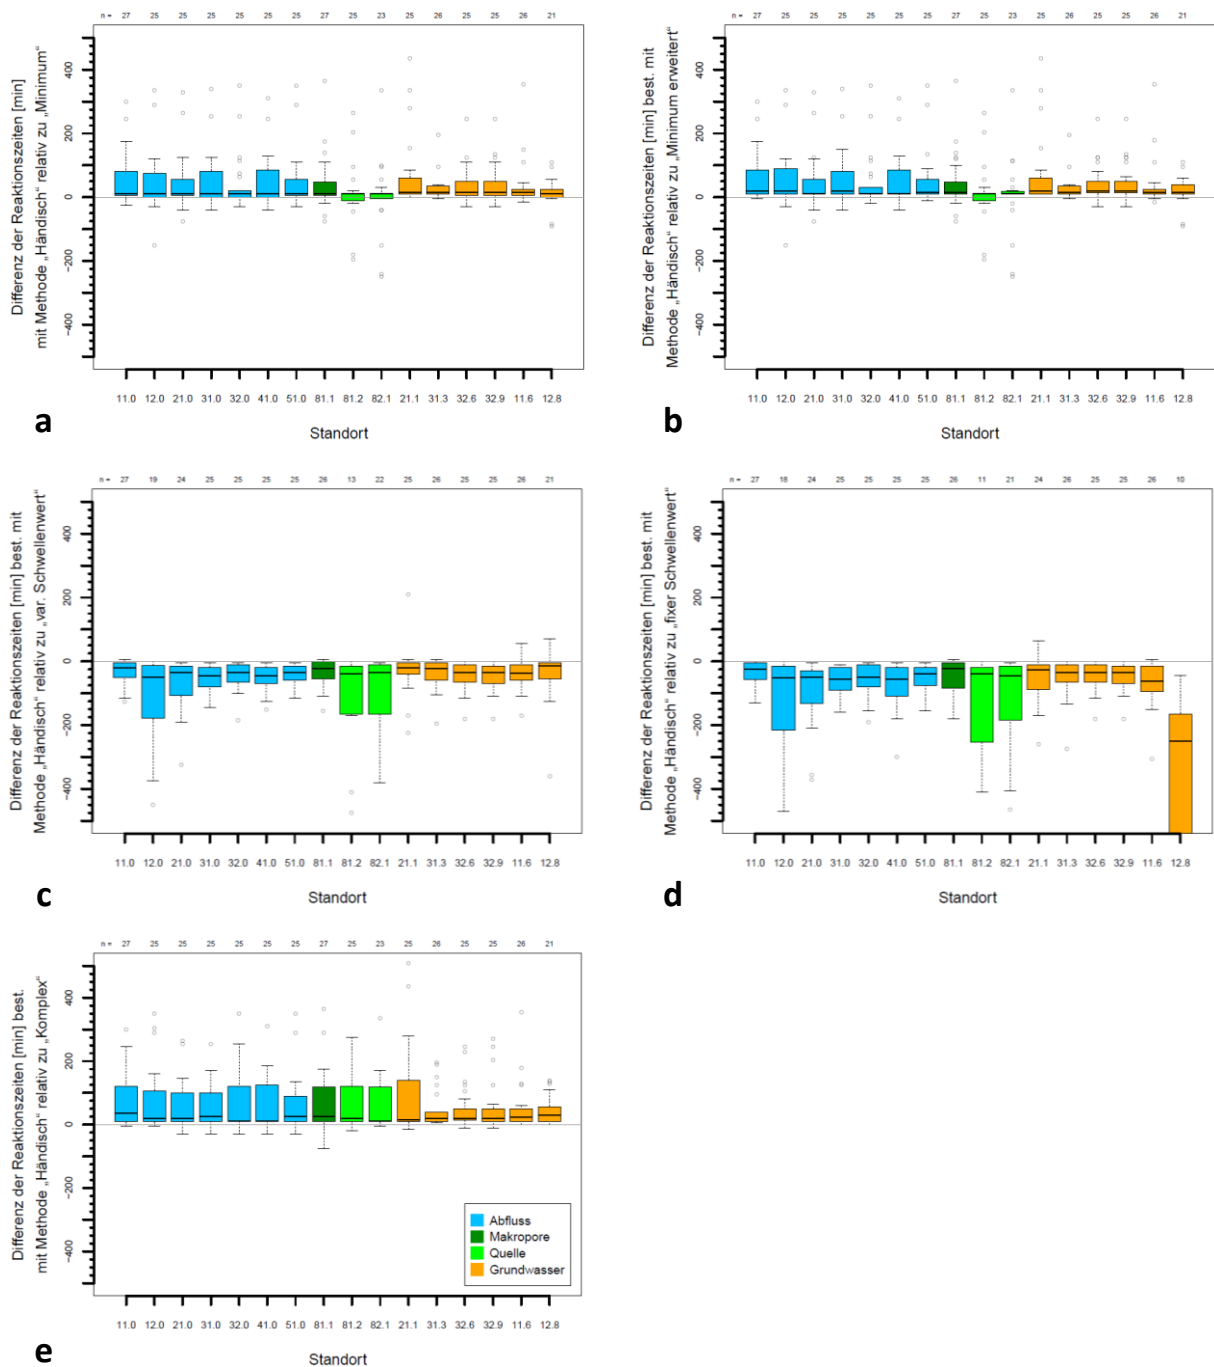 n = 27 25 25 25 25 25 25 27 25 23 25 26 25 25 26 21
Differenz der Reaktionszeiten [min]
mit Methode „Händisch“ relativ zu „Minimum“
400
200
0
−200
−400
11.0 12.0 21.0 31.0 32.0 41.0 51.0 81.1 81.2 82.1 21.1 31.3 32.6 32.9 11.6 12.8
Standort
a
n = 27 25 25 25 25 25 25 27 25 23 25 26 25 25 26 21
Differenz der Reaktionszeiten [min] best. mit
Methode „Händisch“ relativ zu „Minimum erweitert“
400
200
0
−200
−400
11.0 12.0 21.0 31.0 32.0 41.0 51.0 81.1 81.2 82.1 21.1 31.3 32.6 32.9 11.6 12.8
Standort
b
n = 27 19 24 25 25 25 25 26 13 22 25 26 25 25 26 21
Differenz der Reaktionszeiten [min] best. mit
Methode „Händisch“ relativ zu „var. Schwellenwert“
400
200
0
−200
−400
11.0 12.0 21.0 31.0 32.0 41.0 51.0 81.1 81.2 82.1 21.1 31.3 32.6 32.9 11.6 12.8
Standort
c
n = 27 18 24 25 25 25 25 26 11 21 24 26 25 25 26 10
Differenz der Reaktionszeiten [min] best. mit
Methode „Händisch“ relativ zu „fixer Schwellenwert“
400
200
0
−200
−400
11.0 12.0 21.0 31.0 32.0 41.0 51.0 81.1 81.2 82.1 21.1 31.3 32.6 32.9 11.6 12.8
Standort
d
n = 27 25 25 25 25 25 25 27 25 23 25 26 25 25 26 21
Differenz der Reaktionszeiten [min] best.
mit Methode „Händisch“ relativ zu „Komplex“
400
200
0
−200
−400
Abfluss
Makropore
Quelle
Grundwasser
11.0 12.0 21.0 31.0 32.0 41.0 51.0 81.1 81.2 82.1 21.1 31.3 32.6 32.9 11.6 12.8
Standort
e